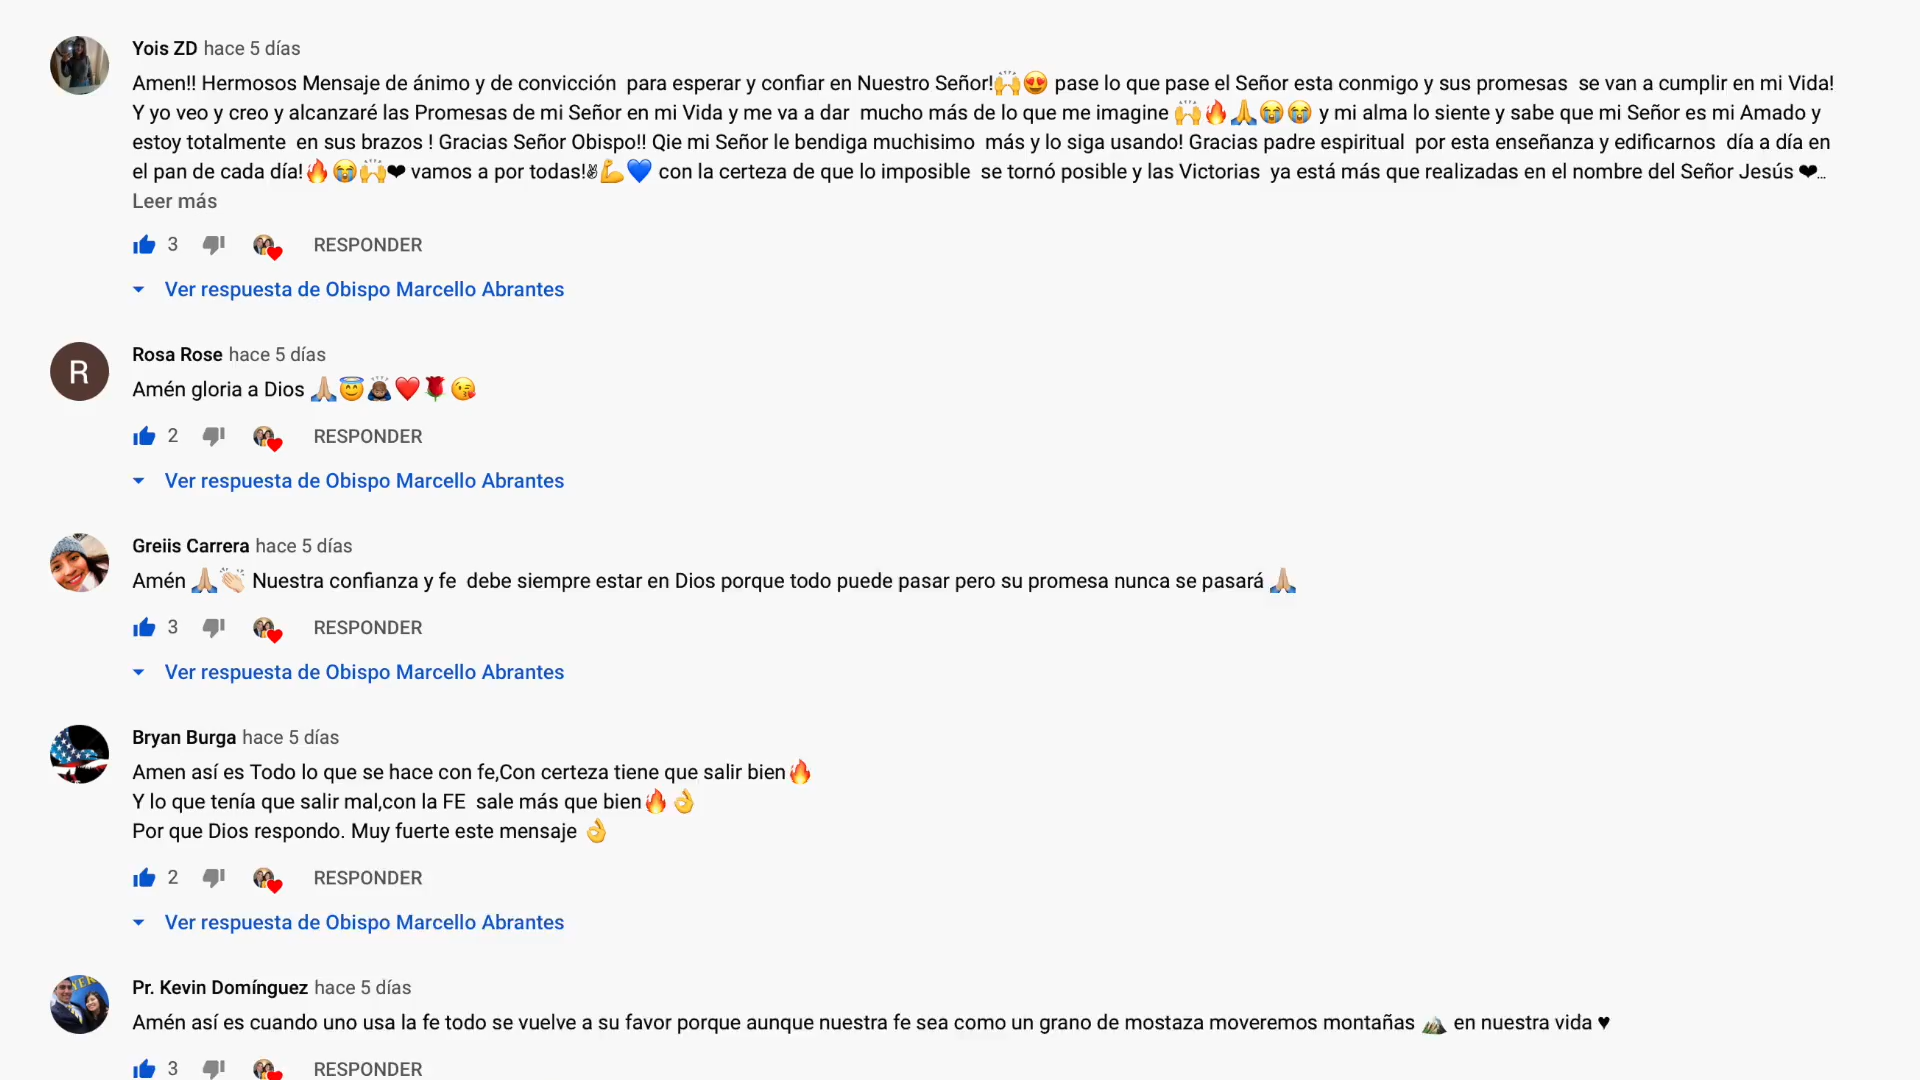 Yois ZD hace 5 días
Amen!! Hermosos Mensaje de ánimo y de convicción  para esperar y confiar en Nuestro Señor!🙌😍 pase lo que pase el Señor esta conmigo y sus promesas  se van a cumplir en mi Vida!
Y yo veo y creo y alcanzaré las Promesas de mi Señor en mi Vida y me va a dar  mucho más de lo que me imagine 🙌🔥🙏😭😭 y mi alma lo siente y sabe que mi Señor es mi Amado y
estoy totalmente  en sus brazos ! Gracias Señor Obispo!! Qie mi Señor le bendiga muchisimo  más y lo siga usando! Gracias padre espiritual  por esta enseñanza y edificarnos  día a día en
el pan de cada día!🔥😭🙌❤ vamos a por todas!✌💪💙 con la certeza de que lo imposible  se tornó posible y las Victorias  ya está más que realizadas en el nombre del Señor Jesús ❤…
Leer más
3 RESPONDER
Ver respuesta de Obispo Marcello Abrantes
R
Rosa Rose hace 5 días
Amén gloria a Dios 🙏🏼😇🙇🏽❤️🌹😘
2 RESPONDER
Ver respuesta de Obispo Marcello Abrantes
Greiis Carrera hace 5 días
Amén 🙏🏼👏🏻 Nuestra confianza y fe  debe siempre estar en Dios porque todo puede pasar pero su promesa nunca se pasará 🙏🏼
3 RESPONDER
Ver respuesta de Obispo Marcello Abrantes
Bryan Burga hace 5 días
Amen así es Todo lo que se hace con fe,Con certeza tiene que salir bien🔥
Y lo que tenía que salir mal,con la FE  sale más que bien🔥👌
Por que Dios respondo. Muy fuerte este mensaje 👌
2 RESPONDER
Ver respuesta de Obispo Marcello Abrantes
Pr. Kevin Domínguez hace 5 días
Amén así es cuando uno usa la fe todo se vuelve a su favor porque aunque nuestra fe sea como un grano de mostaza moveremos montañas ⛰️ en nuestra vida ♥
3 RESPONDER